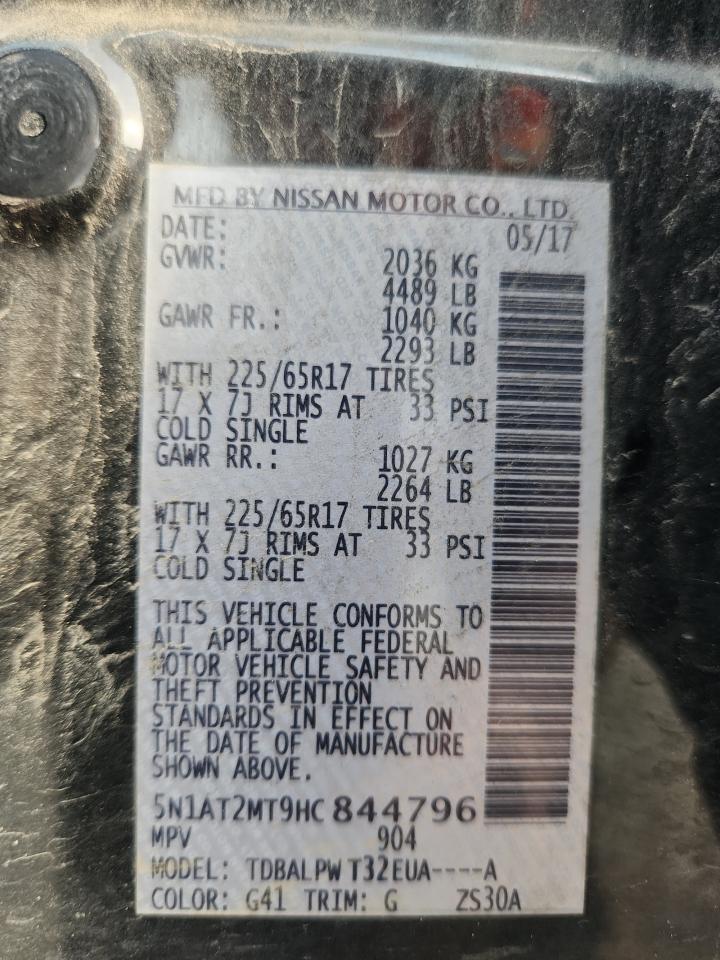 MFD BY NISSAN MOTOR CO., LTD.
DATE: 05/17
GVWR: 2036 KG
4489 LB
GAWR FR.: 1040 KG
2293 LB
WITH 225/65R17 TIRES
17 X 7J RIMS AT 33 PSI
COLD SINGLE
GAWR RR.: 1027 KG
2264 LB
WITH 225/65R17 TIRES
17 X 7J RIMS AT 33 PSI
COLD SINGLE
THIS VEHICLE CONFORMS TO
ALL APPLICABLE FEDERAL
MOTOR VEHICLE SAFETY AND
THEFT PREVENTION
STANDARDS IN EFFECT ON
THE DATE OF MANUFACTURE
SHOWN ABOVE.
5N1AT2MT9HC844796
MPV 904
MODEL: TDBALPW T32EUA----A
COLOR: G41 TRIM: G ZS30A